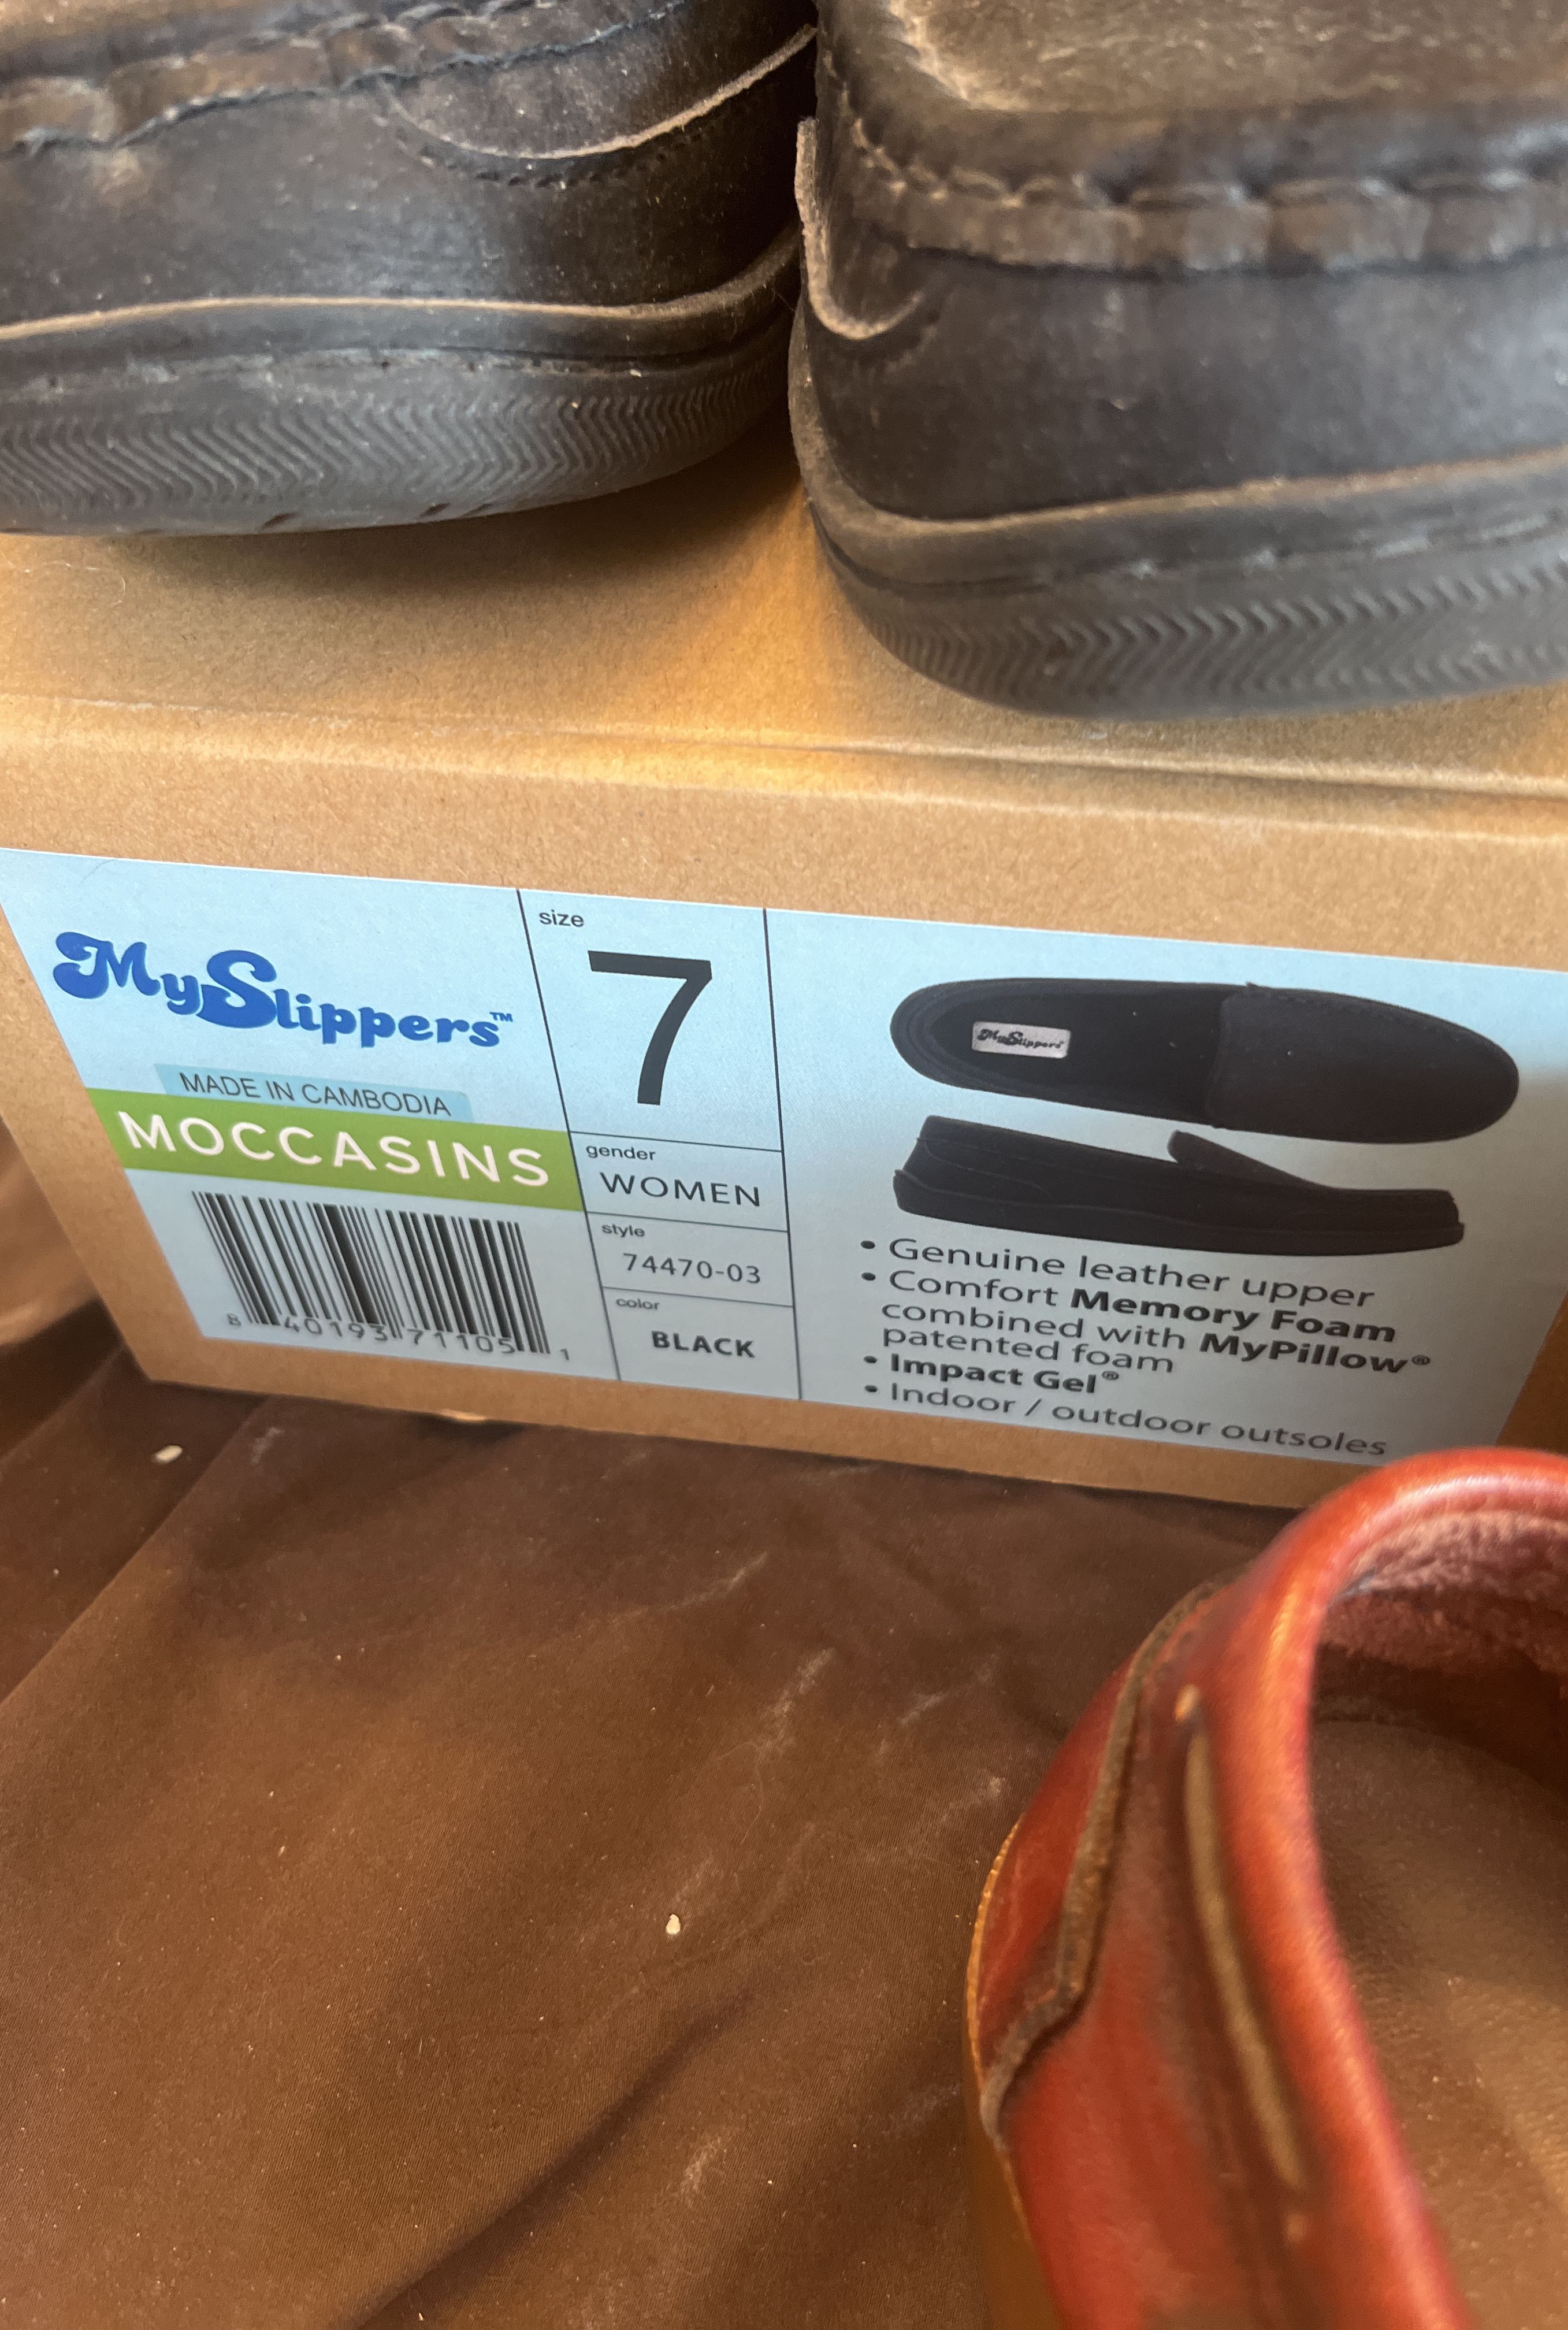 MySlippers™
MADE IN CAMBODIA
MOCCASINS
8 40193 71105 1
size
7
gender
WOMEN
style
74470-03
color
BLACK
MySlippers
• Genuine leather upper
• Comfort Memory Foam
combined with MyPillow®
patented foam
• Impact Gel®
• Indoor / outdoor outsoles